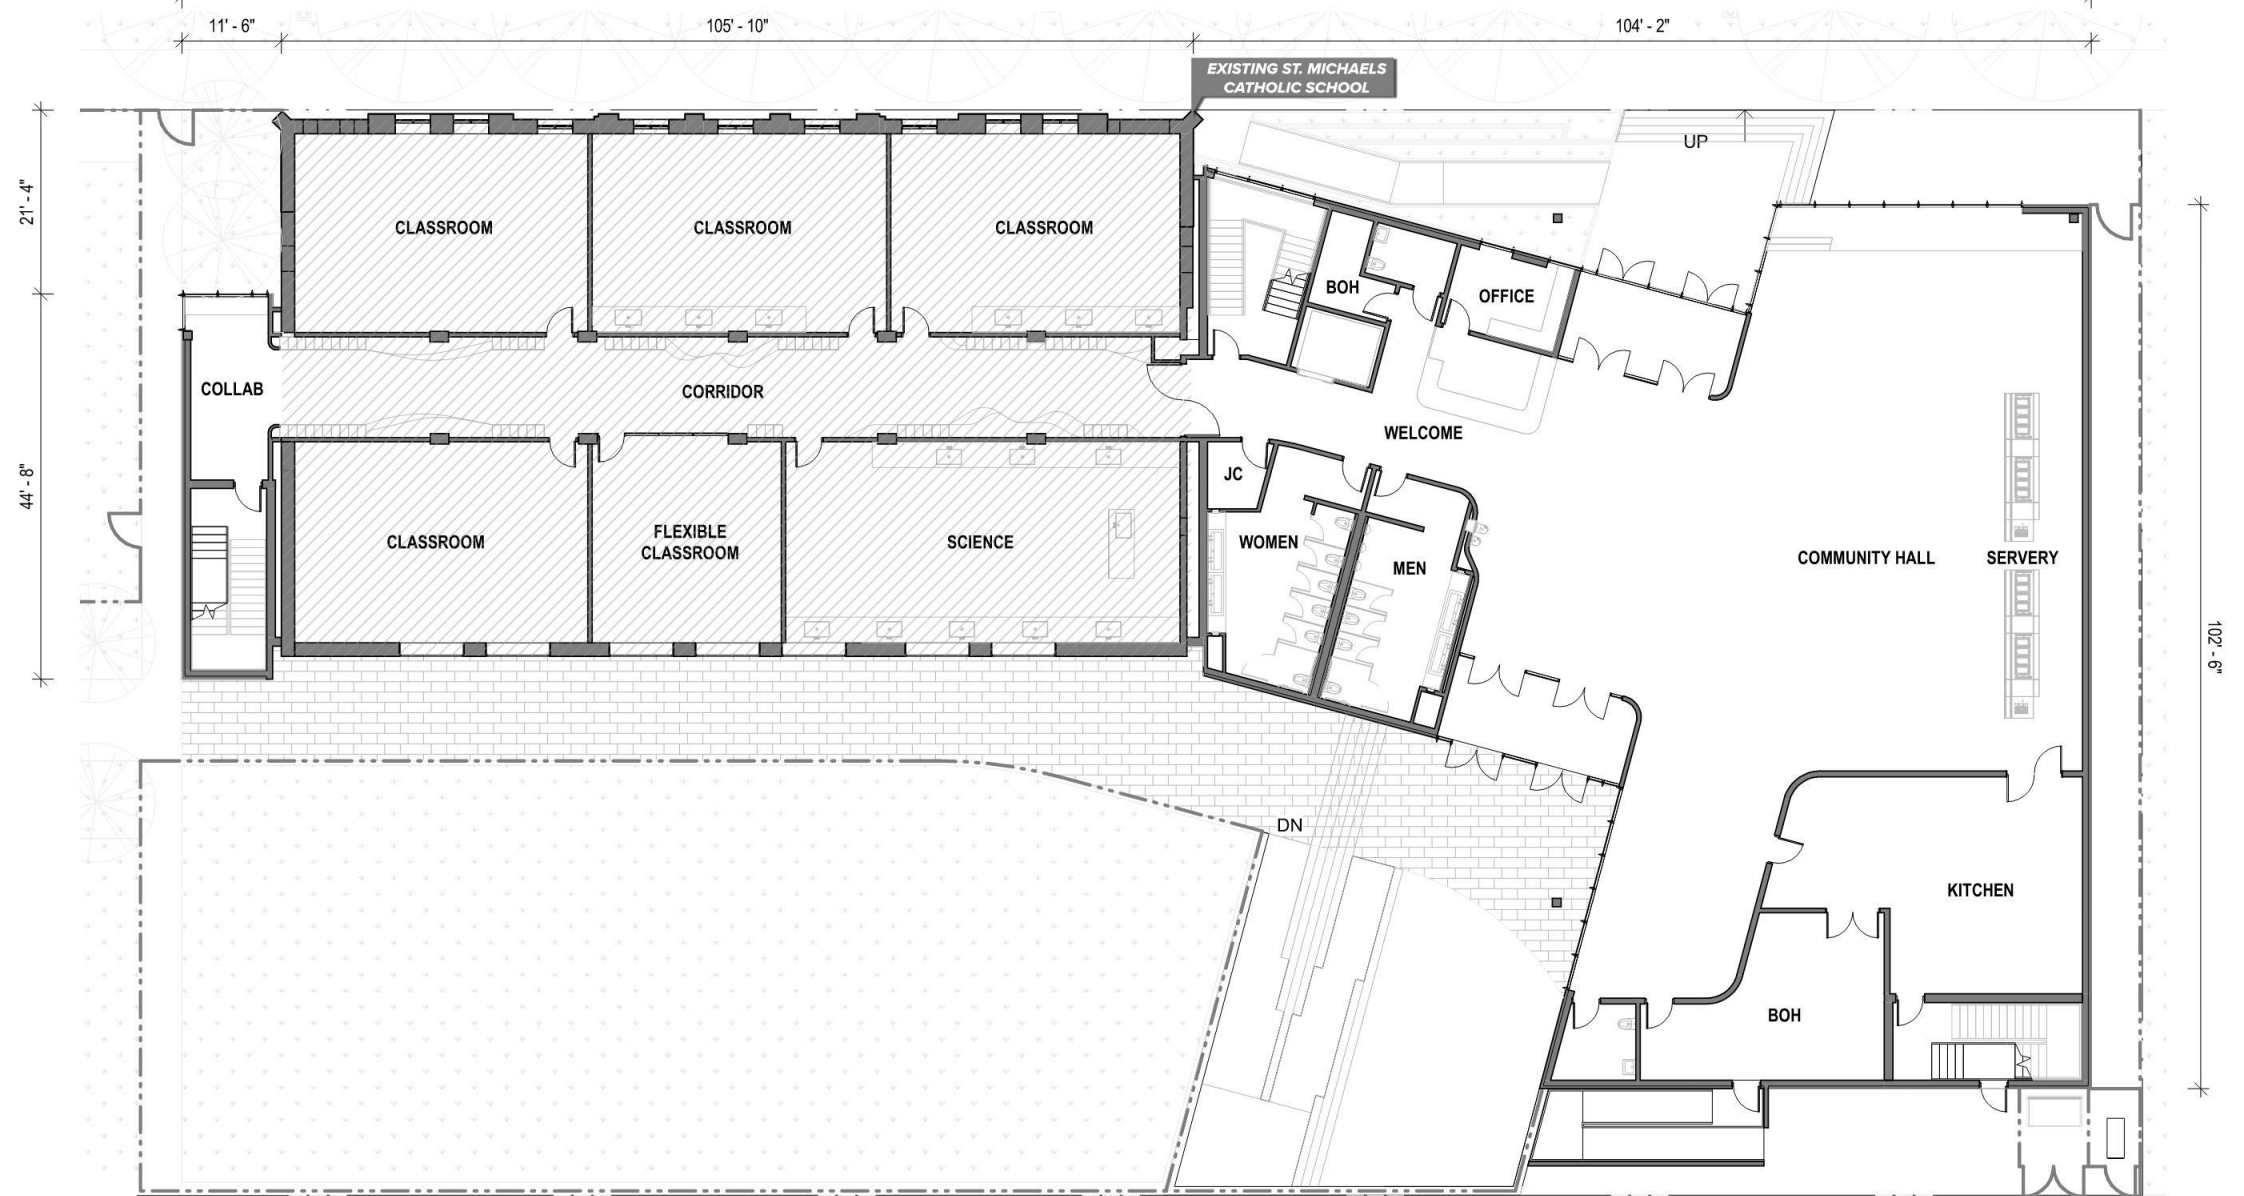 11' - 6"
105' - 10"
104' - 2"
EXISTING ST. MICHAELS
CATHOLIC SCHOOL
UP
21' - 4"
CLASSROOM
CLASSROOM
CLASSROOM
BOH
OFFICE
COLLAB
CORRIDOR
WELCOME
44' - 8"
JC
CLASSROOM
FLEXIBLE
CLASSROOM
SCIENCE
WOMEN
MEN
COMMUNITY HALL
SERVERY
102' - 6"
DN
KITCHEN
BOH